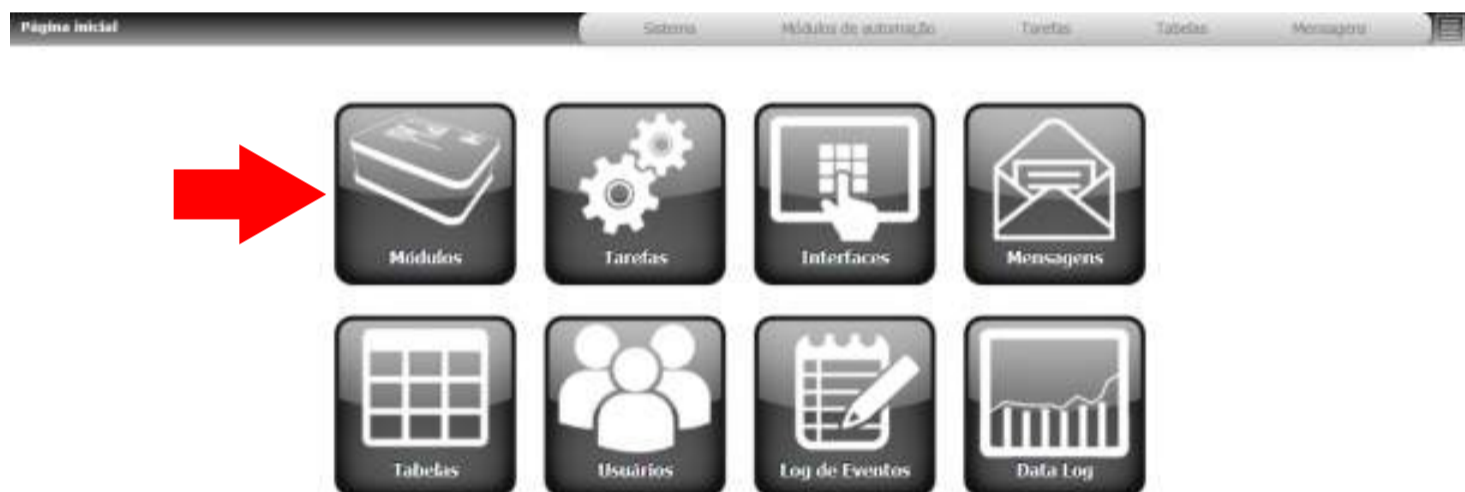 Página inicial Sistema Módulos de automação Tarefas Tabelas Mensagens
Módulos Tarefas Interfaces Mensagens
Tabelas Usuários Log de Eventos Data Log